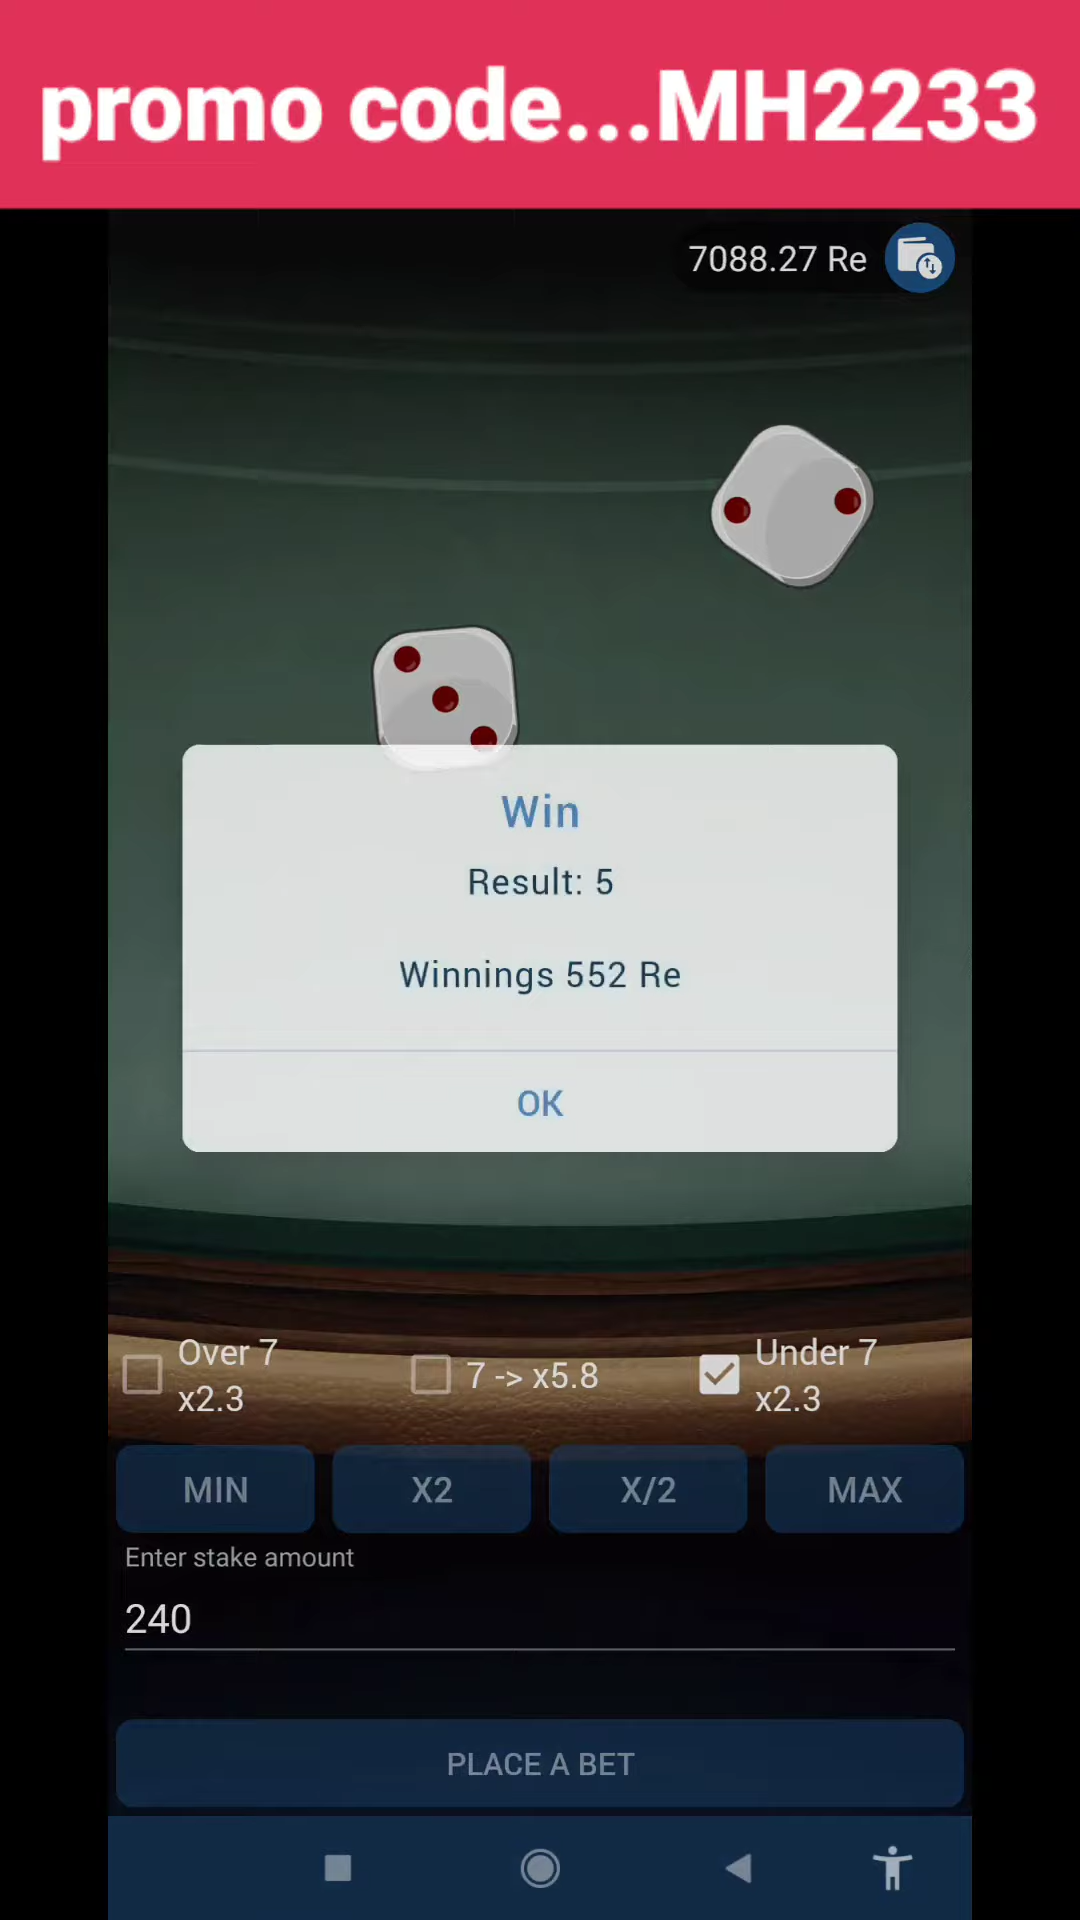 promo code...MH2233
7088.27 Re
Win
Result: 5
Winnings 552 Re
OK
Over 7
x2.3
7 -> x5.8
Under 7
x2.3
MIN
X2
X/2
MAX
Enter stake amount
240
PLACE A BET